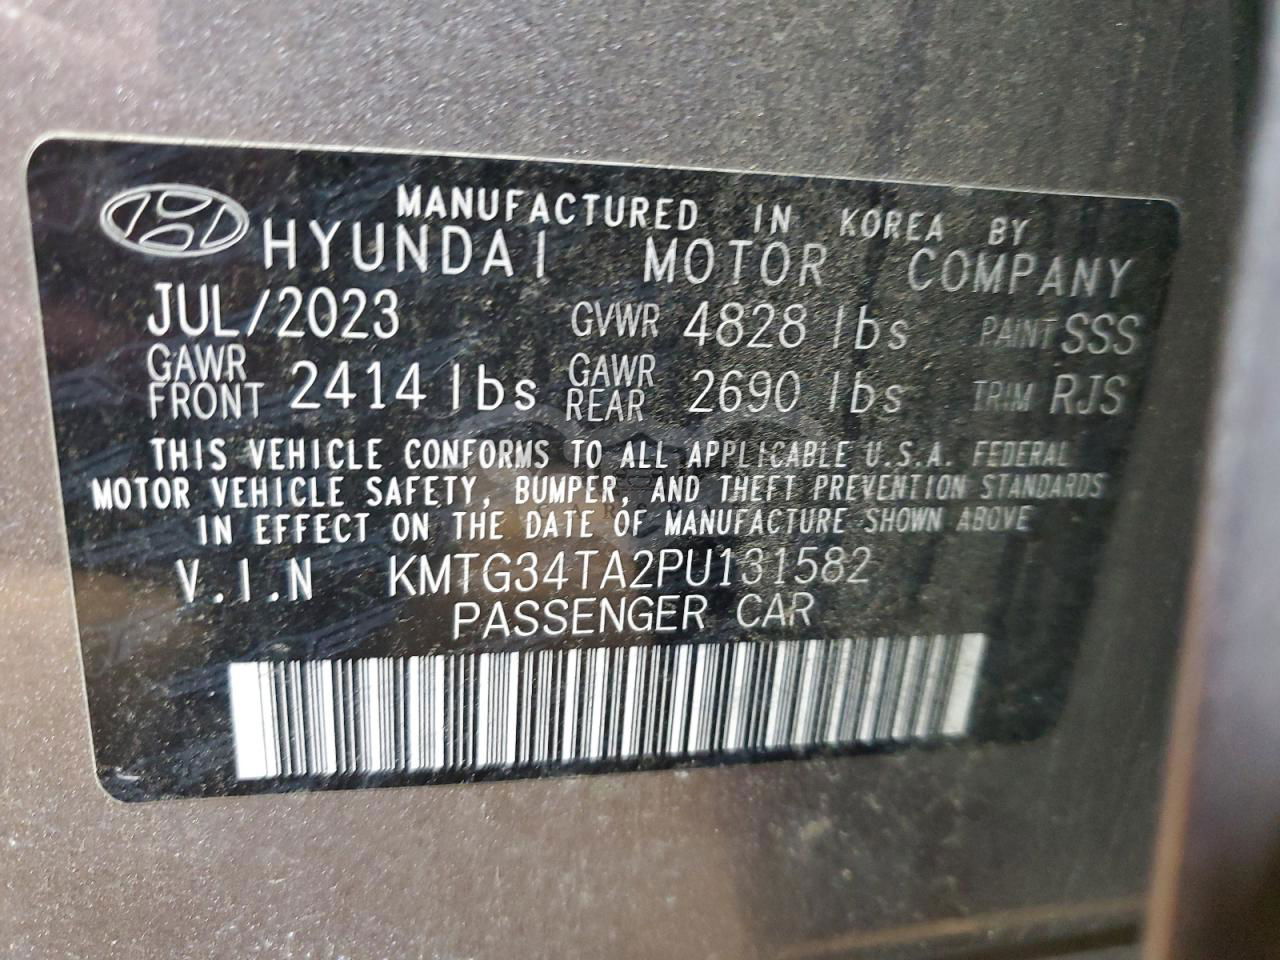 MANUFACTURED IN KOREA BY
HYUNDAI MOTOR COMPANY
JUL/2023 GVWR 4828 lbs PAINT SSS
GAWR FRONT 2414 lbs GAWR REAR 2690 lbs TRIM RJS
THIS VEHICLE CONFORMS TO ALL APPLICABLE U.S.A. FEDERAL
MOTOR VEHICLE SAFETY, BUMPER, AND THEFT PREVENTION STANDARDS
IN EFFECT ON THE DATE OF MANUFACTURE SHOWN ABOVE
V.I.N KMTG34TA2PU131582
PASSENGER CAR